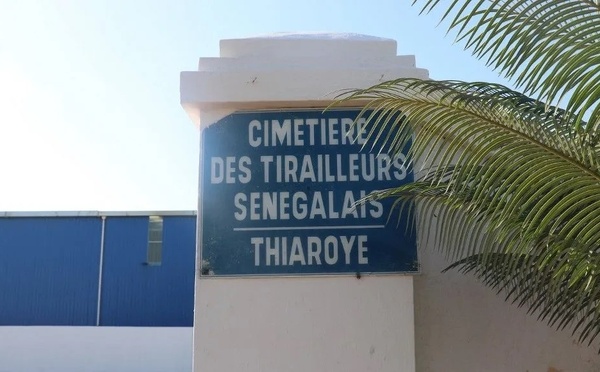 CIMETIERE
DES TIRAILLEURS
SENEGALAIS
THIAROYE